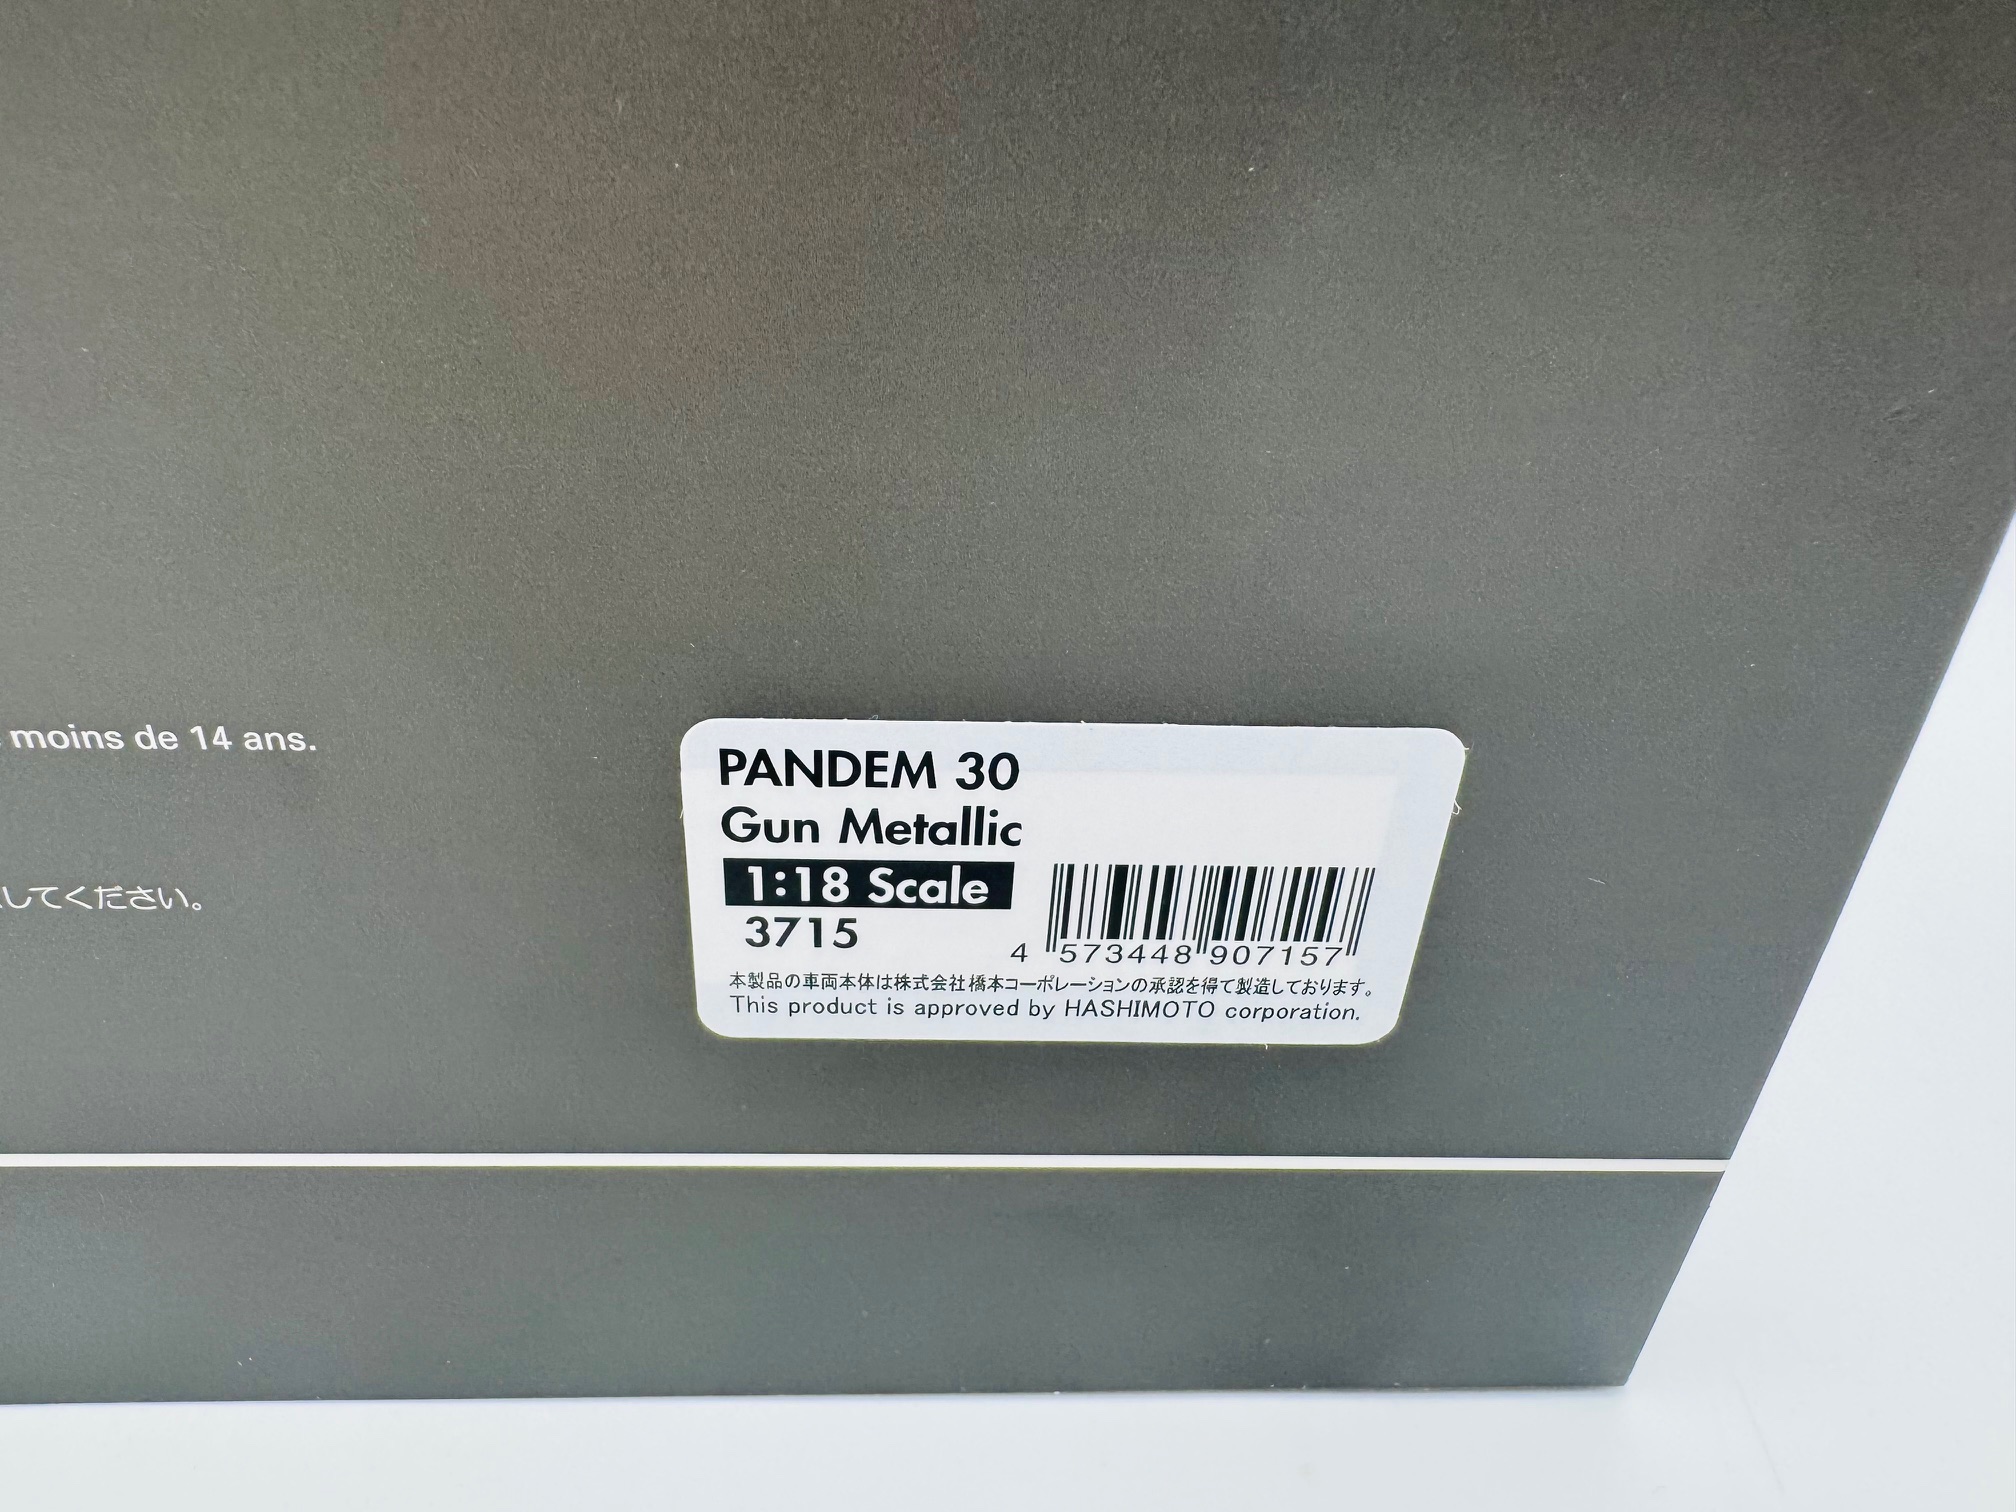 moins de 14 ans.
してください。
PANDEM 30
Gun Metallic
1:18 Scale
3715
4 573448 907157
本製品の車両本体は株式会社橋本コーポレーションの承認を得て製造しております。
This product is approved by HASHIMOTO corporation.